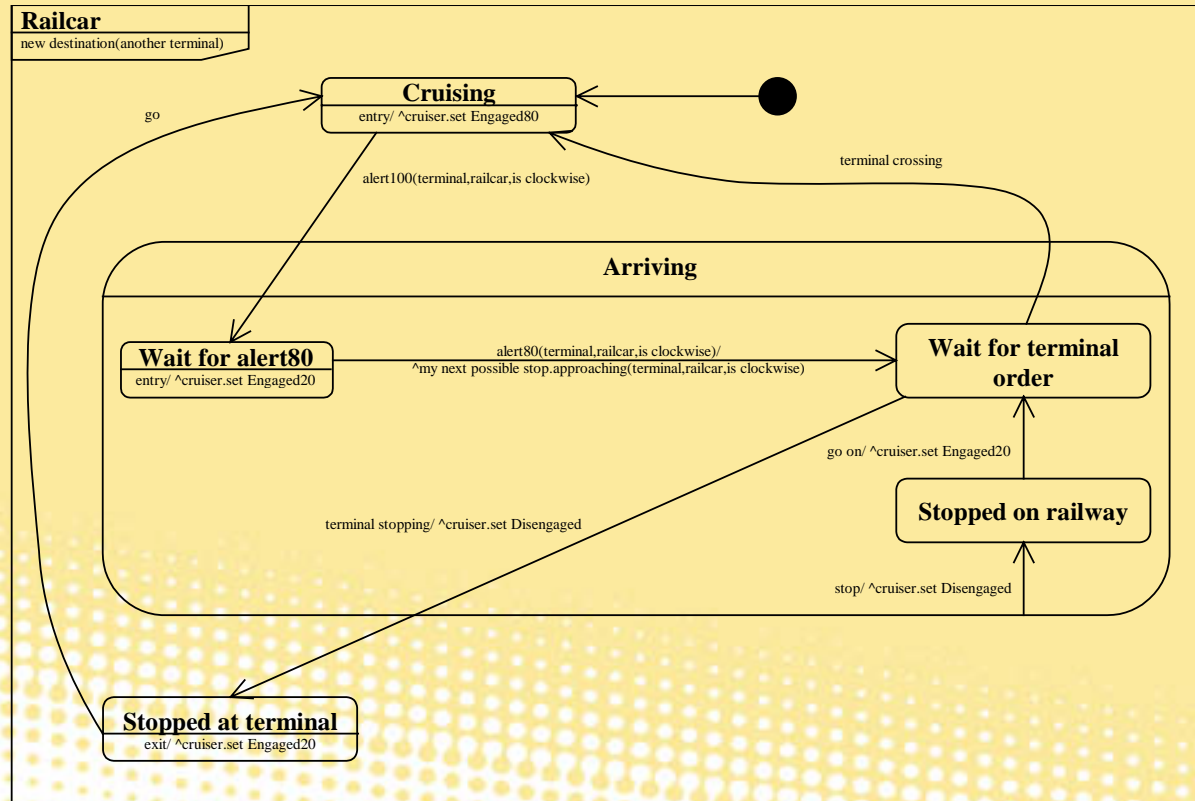 Railcar
new destination(another terminal)
Cruising
entry/ ^cruiser.set Engaged80
go
terminal crossing
alert100(terminal,railcar,is clockwise)
Arriving
Wait for alert80
entry/ ^cruiser.set Engaged20
alert80(terminal,railcar,is clockwise)/
^my next possible stop.approaching(terminal,railcar,is clockwise)
Wait for terminal
order
go on/ ^cruiser.set Engaged20
Stopped on railway
terminal stopping/ ^cruiser.set Disengaged
stop/ ^cruiser.set Disengaged
Stopped at terminal
exit/ ^cruiser.set Engaged20